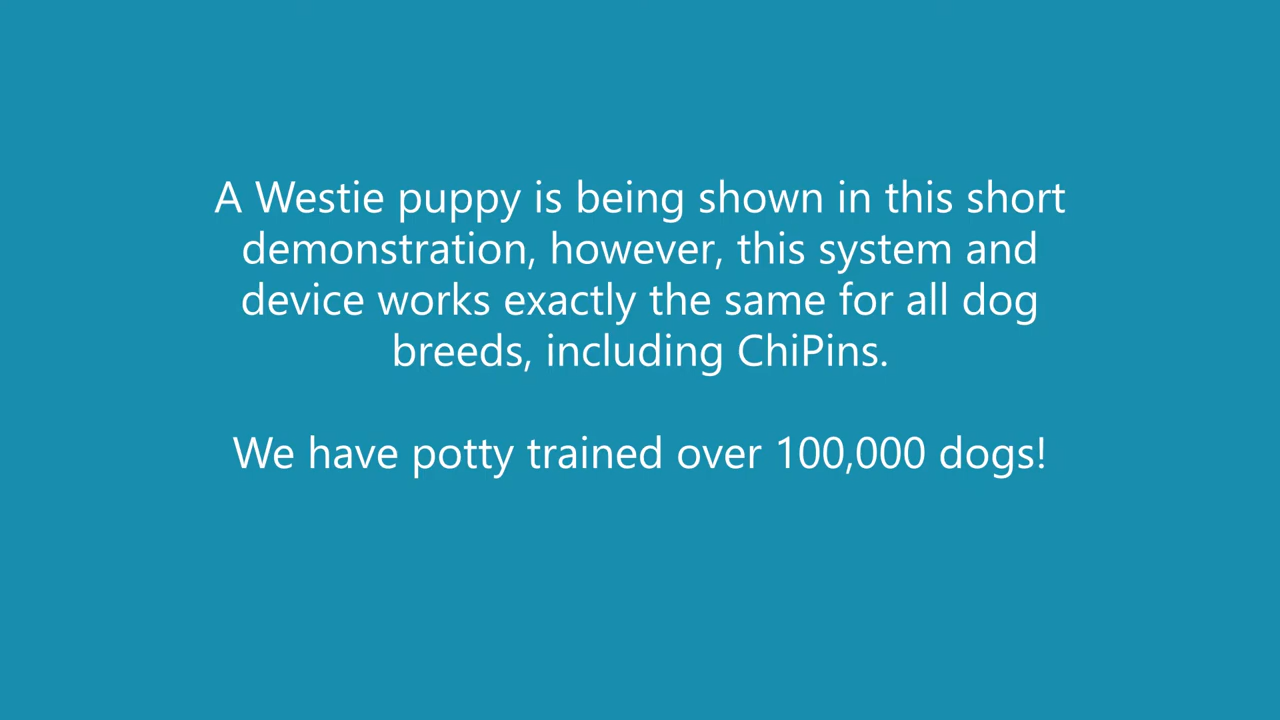 A Westie puppy is being shown in this short
demonstration, however, this system and
device works exactly the same for all dog
breeds, including ChiPins.
We have potty trained over 100,000 dogs!